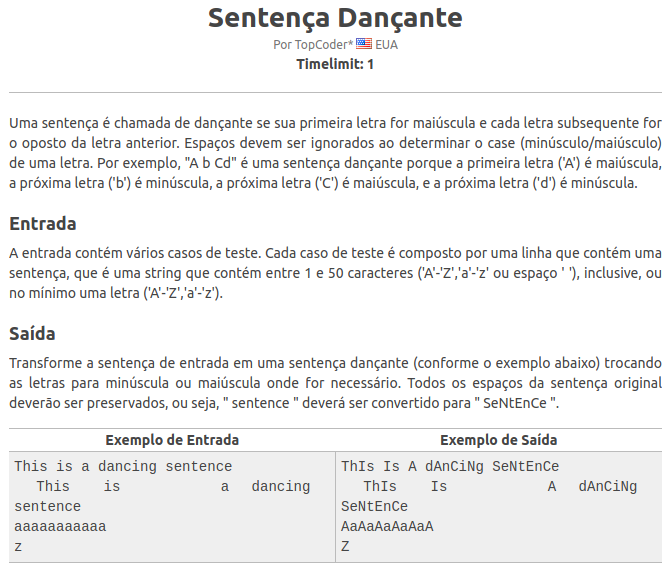 Sentença Dançante
Por TopCoder* EUA
Timelimit: 1
Uma sentença é chamada de dançante se sua primeira letra for maiúscula e cada letra subsequente for
o oposto da letra anterior. Espaços devem ser ignorados ao determinar o case (minúsculo/maiúsculo)
de uma letra. Por exemplo, "A b Cd" é uma sentença dançante porque a primeira letra ('A') é maiúscula,
a próxima letra ('b') é minúscula, a próxima letra ('C') é maiúscula, e a próxima letra ('d') é minúscula.
Entrada
A entrada contém vários casos de teste. Cada caso de teste é composto por uma linha que contém uma
sentença, que é uma string que contém entre 1 e 50 caracteres ('A'-'Z','a'-'z' ou espaço ' '), inclusive, ou
no mínimo uma letra ('A'-'Z','a'-'z').
Saída
Transforme a sentença de entrada em uma sentença dançante (conforme o exemplo abaixo) trocando
as letras para minúscula ou maiúscula onde for necessário. Todos os espaços da sentença original
deverão ser preservados, ou seja, " sentence " deverá ser convertido para " SeNtEnCe ".
Exemplo de Entrada
This is a dancing sentence
This is a dancing
sentence
aaaaaaaaaaa
z
Exemplo de Saída
ThIs Is A dAnCiNg SeNtEnCe
ThIs Is A dAnCiNg
SeNtEnCe
AaAaAaAaAaA
Z